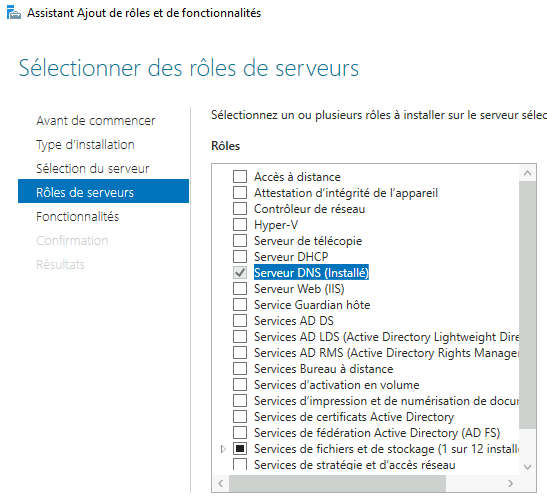 Assistant Ajout de rôles et de fonctionnalités
Sélectionner des rôles de serveurs
Avant de commencer
Type d'installation
Sélection du serveur
Rôles de serveurs
Fonctionnalités
Confirmation
Résultats
Sélectionnez un ou plusieurs rôles à installer sur le serveur sélec
Rôles
Accès à distance
Attestation d'intégrité de l'appareil
Contrôleur de réseau
Hyper-V
Serveur de télécopie
Serveur DHCP
Serveur DNS (Installé)
Serveur Web (IIS)
Service Guardian hôte
Services AD DS
Services AD LDS (Active Directory Lightweight Dire
Services AD RMS (Active Directory Rights Manager
Services Bureau à distance
Services d'activation en volume
Services d'impression et de numérisation de docu
Services de certificats Active Directory
Services de fédération Active Directory (AD FS)
Services de fichiers et de stockage (1 sur 12 install
Services de stratégie et d'accès réseau